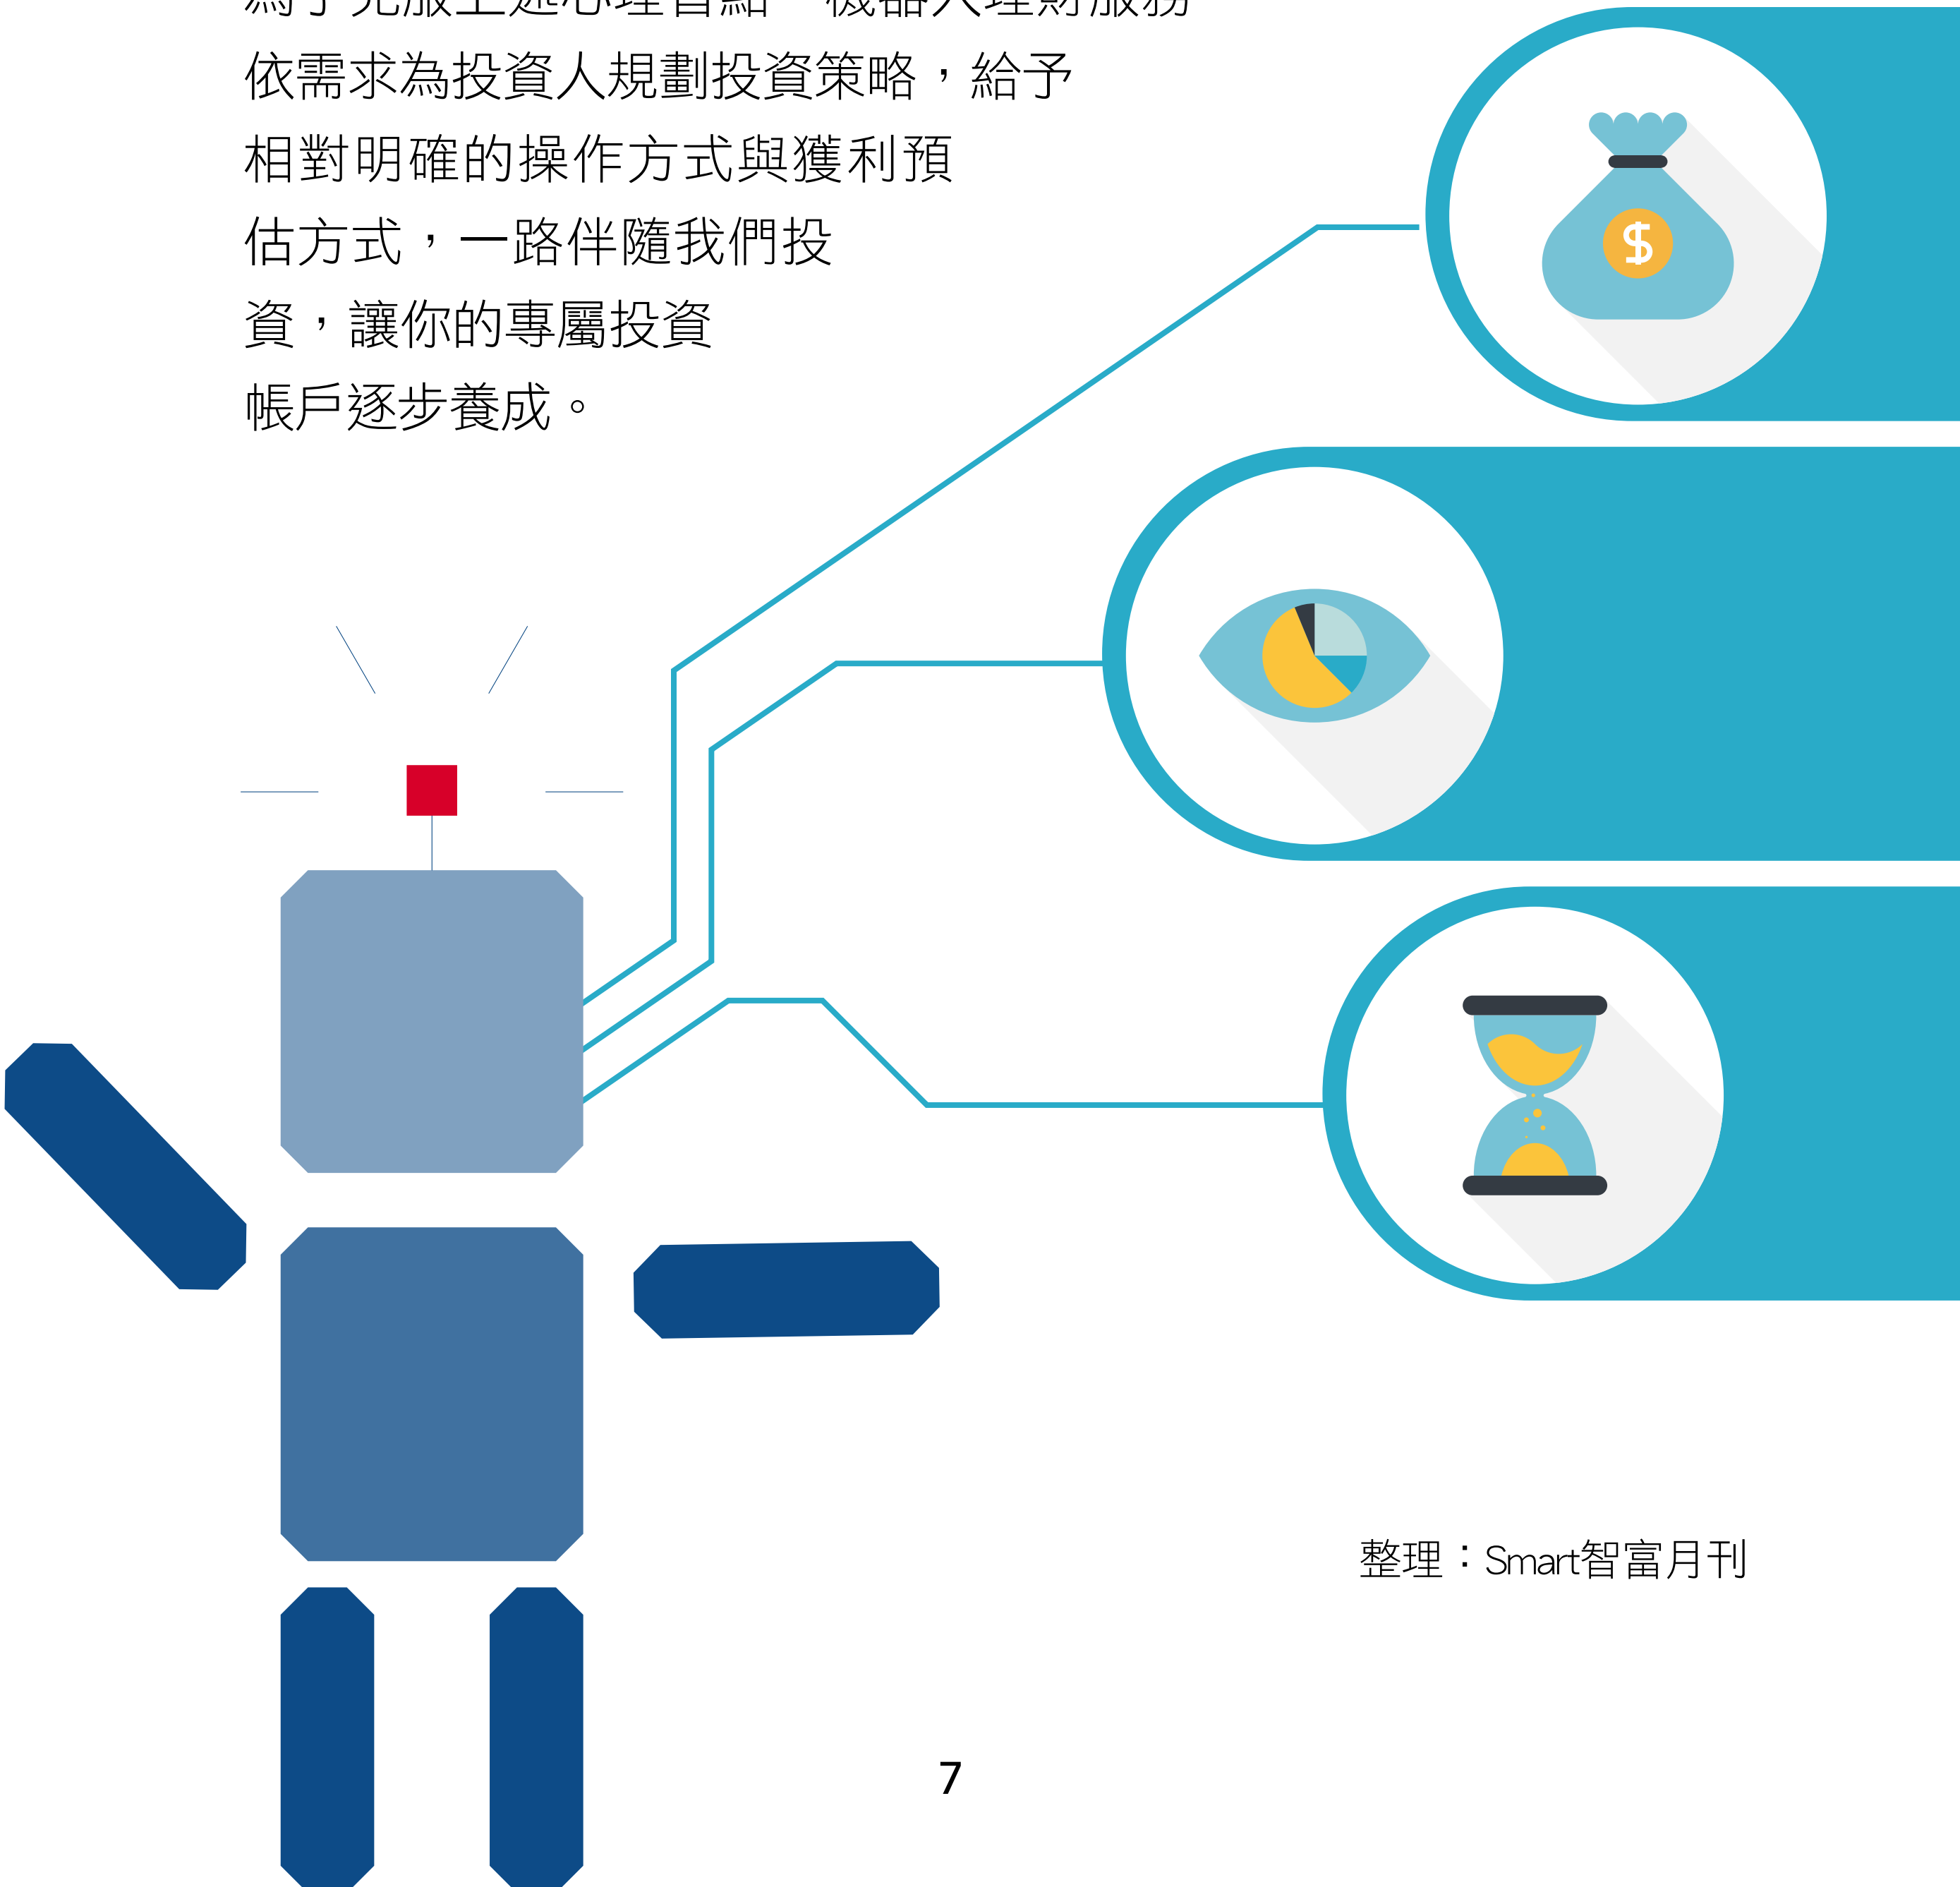 依需求為投資人規劃投資策略，給予
相對明確的操作方式與獲利預
估方式，一路伴隨我們投
資，讓你的專屬投資
帳戶逐步養成。
整理：Smart智富月刊
7